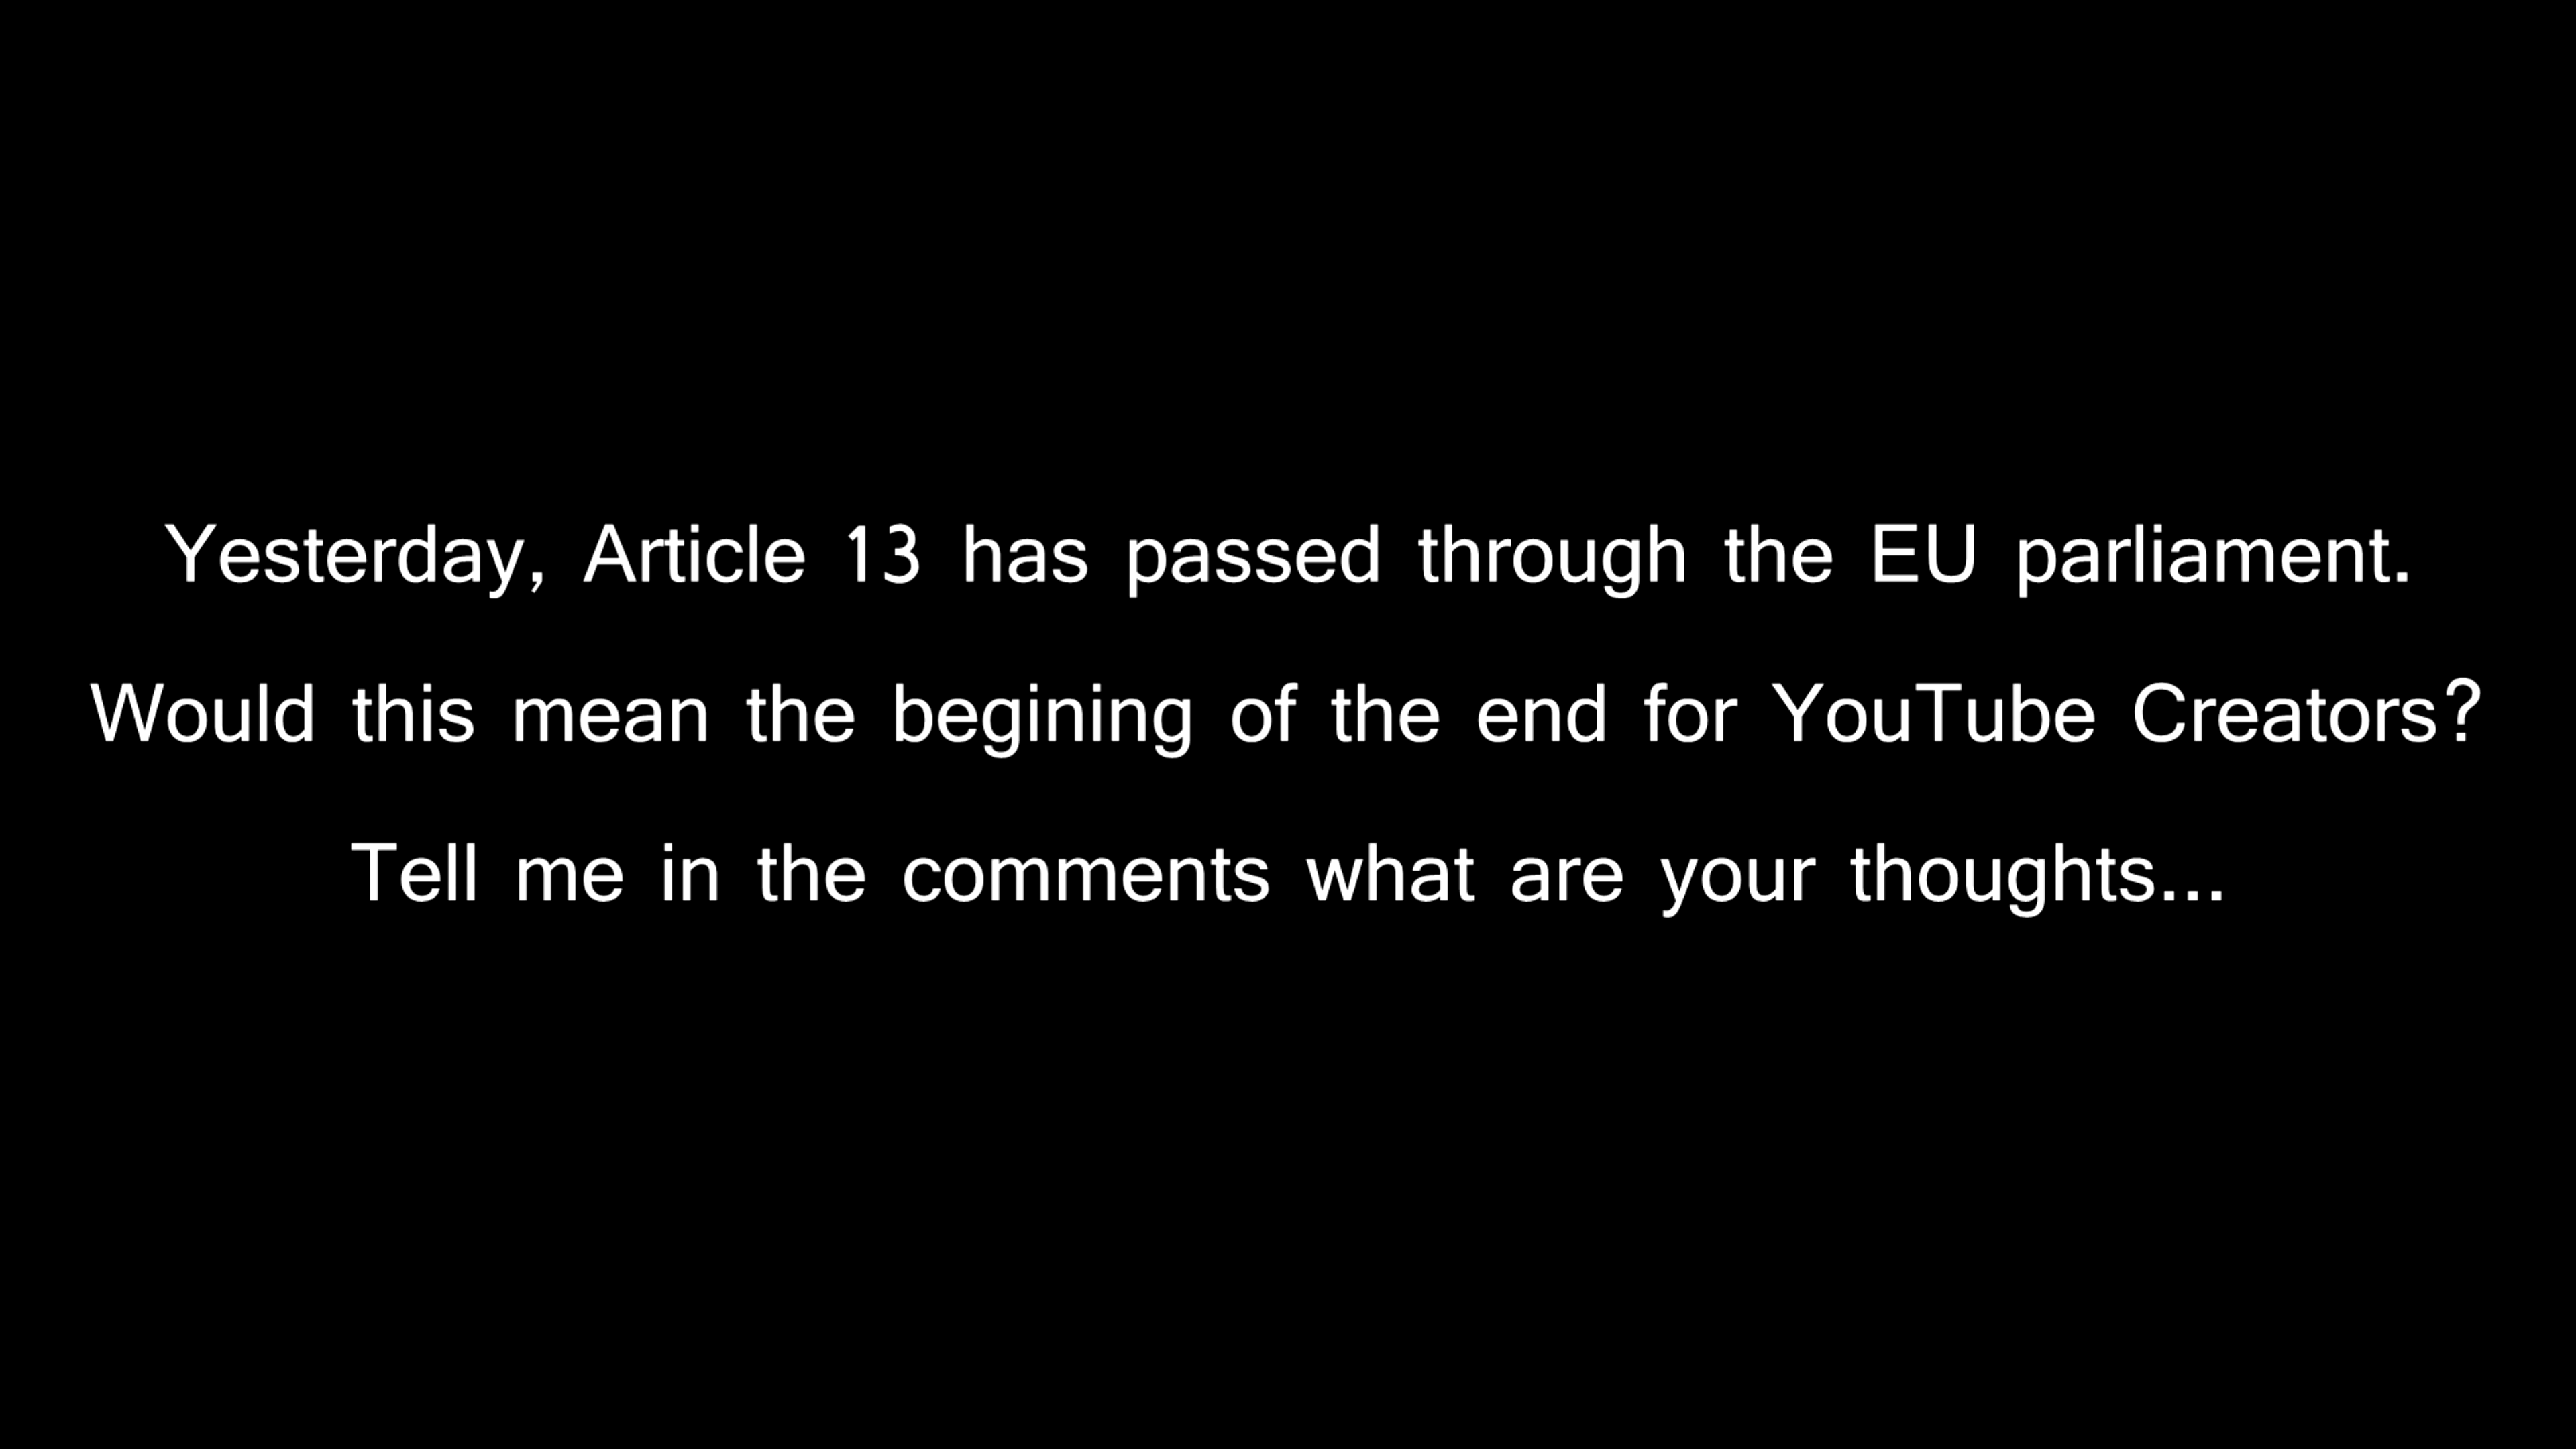 Yesterday, Article 13 has passed through the EU parliament.
Would this mean the begining of the end for YouTube Creators?
Tell me in the comments what are your thoughts...